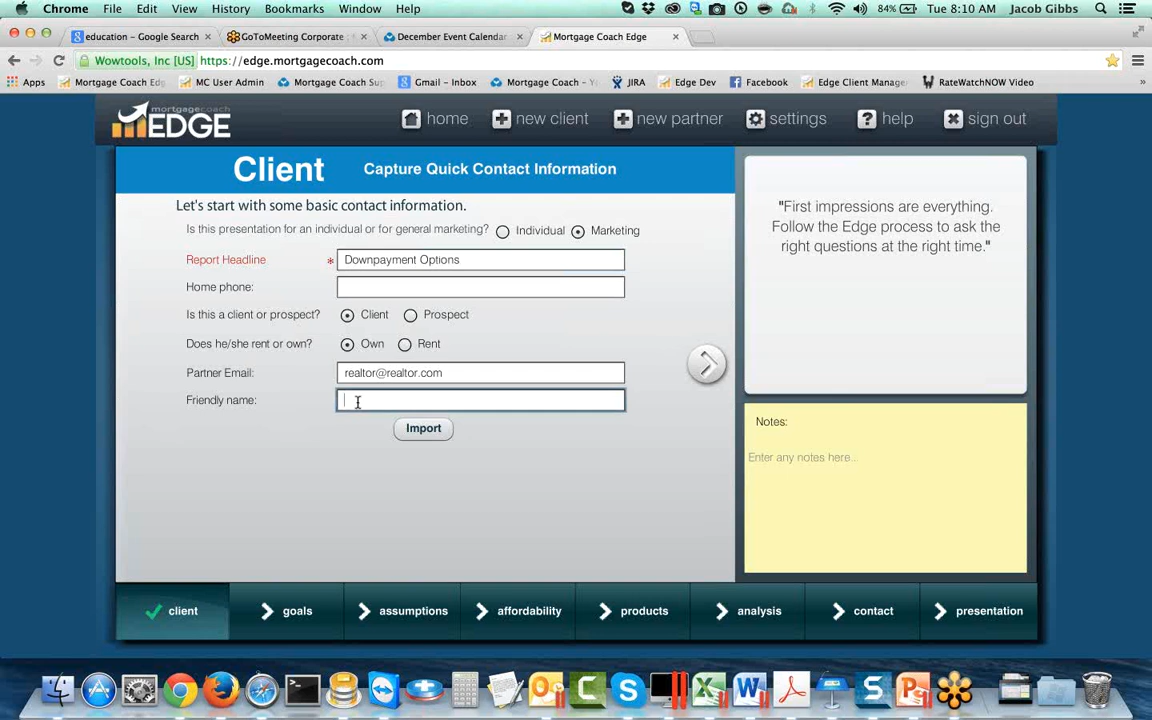 Chrome File Edit View History Bookmarks Window Help 84% Tue 8:10 AM Jacob Gibbs
education - Google Search GoToMeeting Corporate December Event Calendar Mortgage Coach Edge
Wowtools, Inc [US] https://edge.mortgagecoach.com
Apps Mortgage Coach MC User Admin Mortgage Coach Gmail - Inbox Mortgage Coach JIRA Edge Dev Facebook Edge Client RateWatchNOW Video
mortgagecoach
EDGE
home new client new partner settings help sign out
Client Capture Quick Contact Information
Let's start with some basic contact information.
Is this presentation for an individual or for general marketing? Individual Marketing
Report Headline * Downpayment Options
Home phone:
Is this a client or prospect? Client Prospect
Does he/she rent or own? Own Rent
Partner Email: realtor@realtor.com
Friendly name:
Import
"First impressions are everything.
Follow the Edge process to ask the
right questions at the right time."
Notes:
Enter any notes here...
client goals assumptions affordability products analysis contact presentation